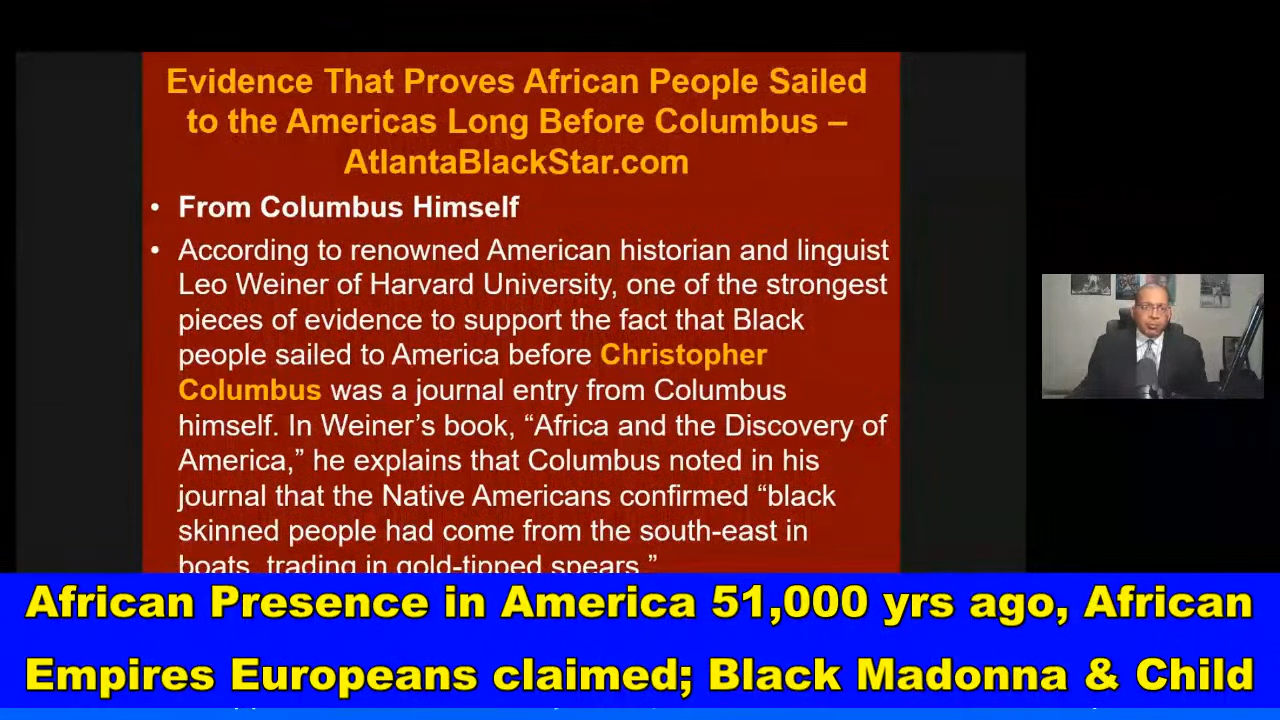 Evidence That Proves African People Sailed
to the Americas Long Before Columbus –
AtlantaBlackStar.com
• From Columbus Himself
• According to renowned American historian and linguist
Leo Weiner of Harvard University, one of the strongest
pieces of evidence to support the fact that Black
people sailed to America before Christopher
Columbus was a journal entry from Columbus
himself. In Weiner’s book, “Africa and the Discovery of
America,” he explains that Columbus noted in his
journal that the Native Americans confirmed “black
skinned people had come from the south-east in
boats, trading in gold-tipped spears.”
African Presence in America 51,000 yrs ago, African
Empires Europeans claimed; Black Madonna & Child